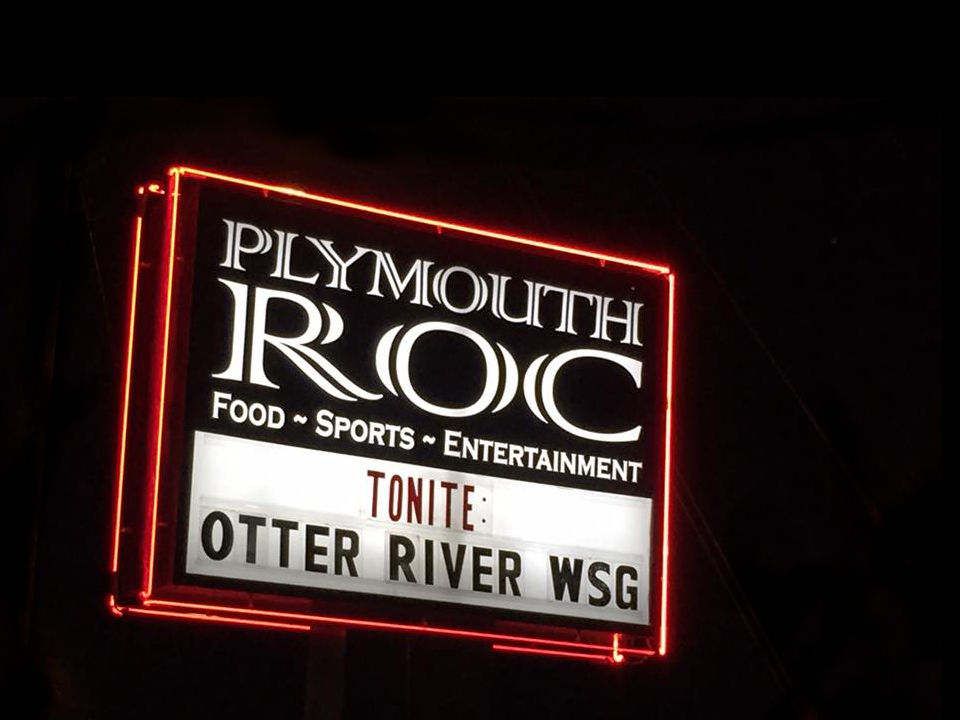 PLYMOUTH
ROC
FOOD ~ SPORTS ~ ENTERTAINMENT
TONITE:
OTTER RIVER WSG